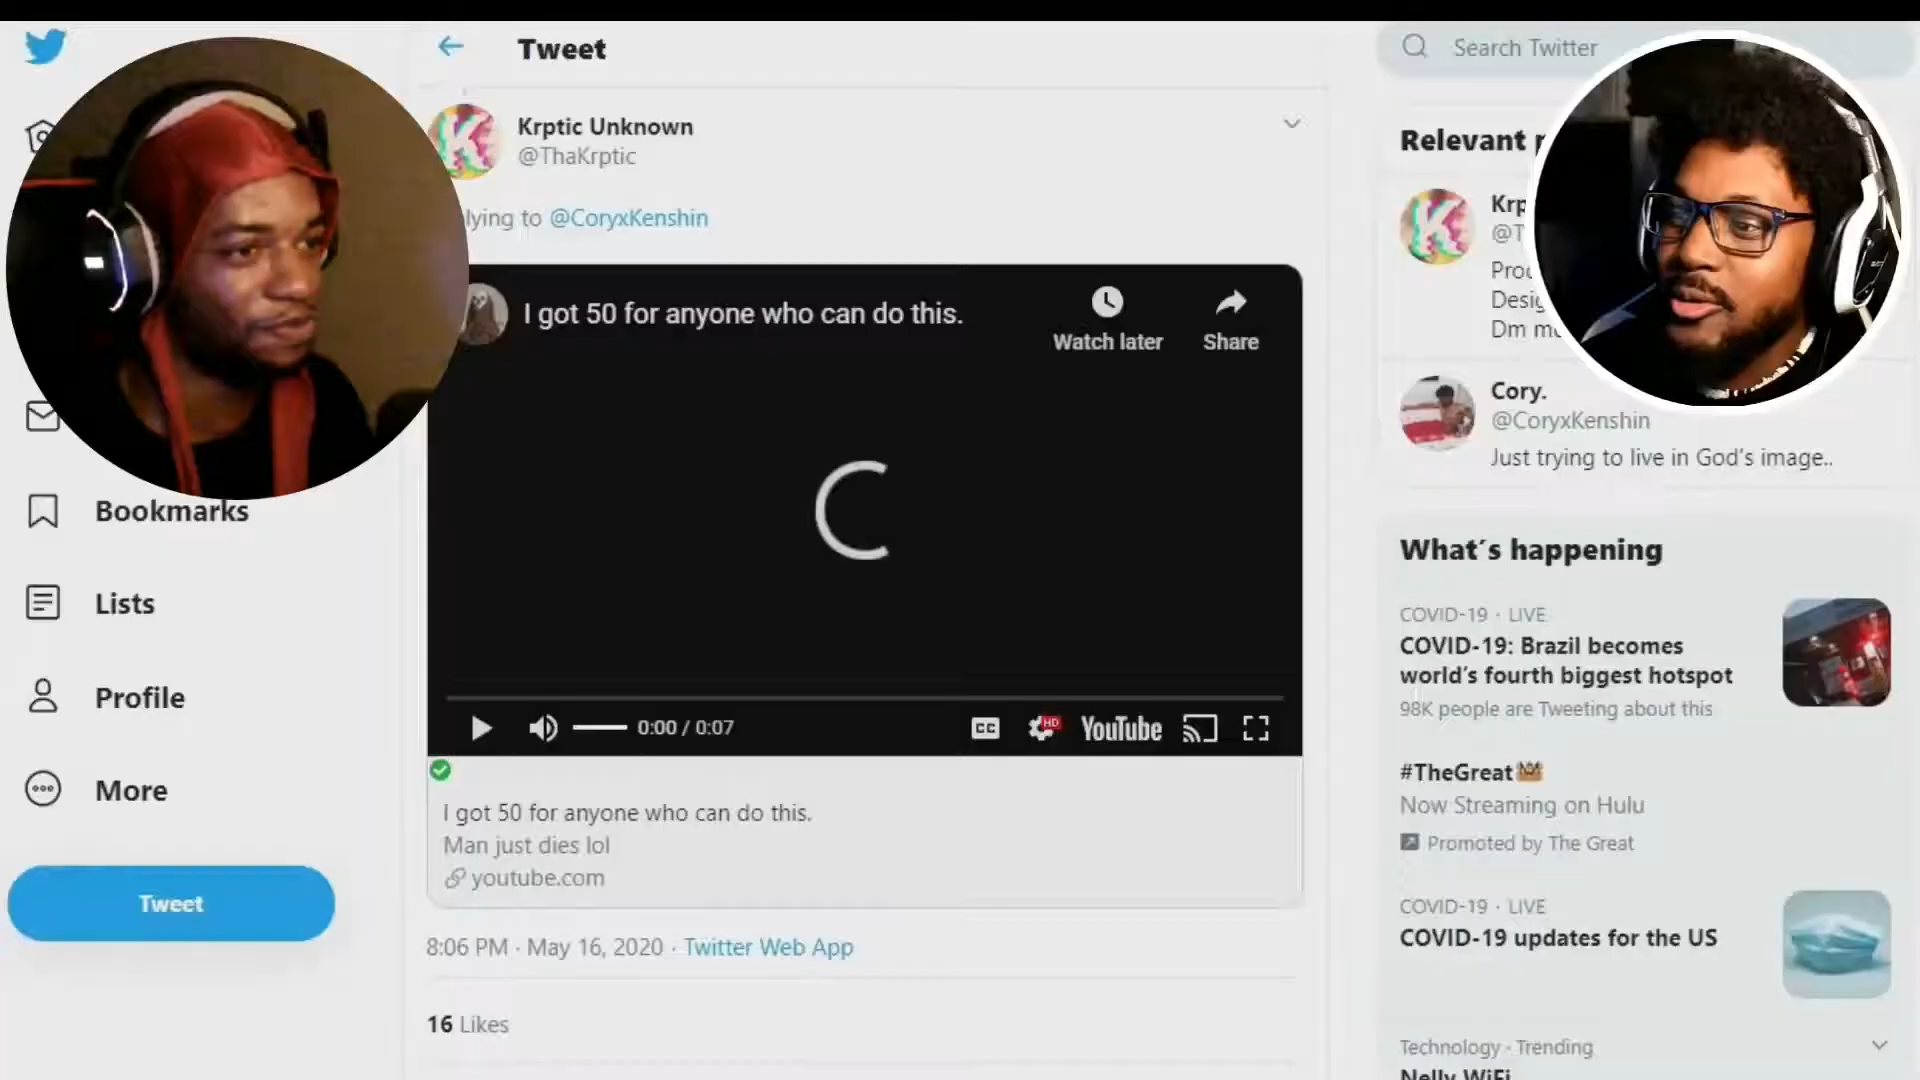 Tweet
Search Twitter
Krptic Unknown
@ThaKrptic
lying to @CoryxKenshin
I got 50 for anyone who can do this.
Watch later
Share
0:00 / 0:07
CC
HD
YouTube
I got 50 for anyone who can do this.
Man just dies lol
youtube.com
8:06 PM · May 16, 2020 · Twitter Web App
16 Likes
Bookmarks
Lists
Profile
More
Tweet
Relevant
Krp
@T
Proc
Desig
Dm m
Cory.
@CoryxKenshin
Just trying to live in God's image..
What's happening
COVID-19 · LIVE
COVID-19: Brazil becomes
world's fourth biggest hotspot
98K people are Tweeting about this
#TheGreat
Now Streaming on Hulu
Promoted by The Great
COVID-19 · LIVE
COVID-19 updates for the US
Technology · Trending
Nelly WiFi